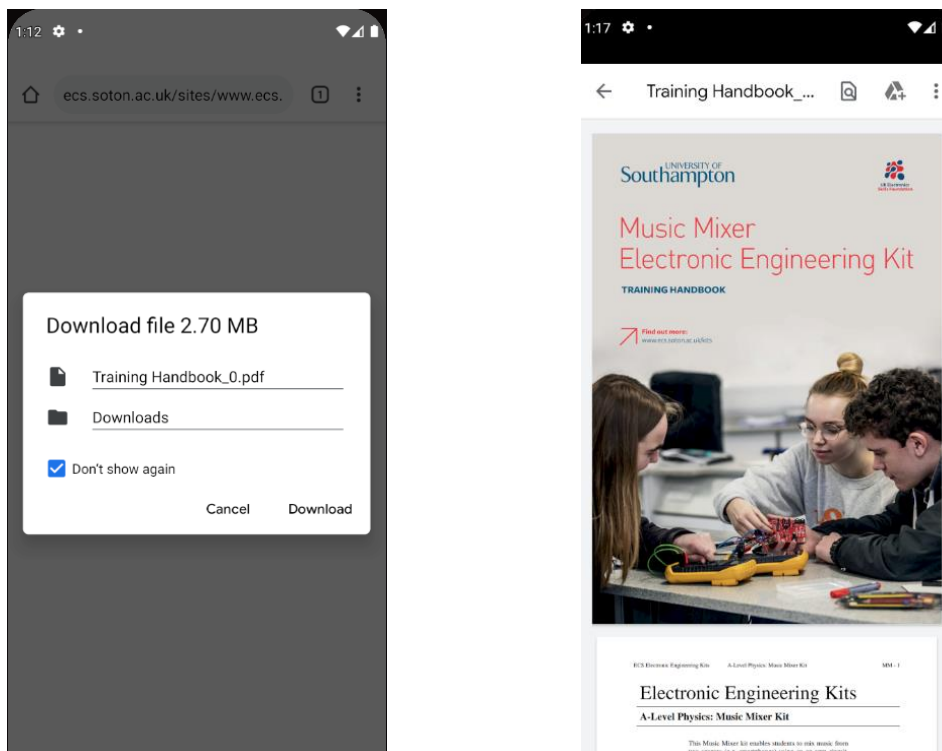 1:12
ecs.soton.ac.uk/sites/www.ecs.
1
Download file 2.70 MB
Training Handbook_0.pdf
Downloads
Don't show again
Cancel
Download
1:17
Training Handbook_...
UNIVERSITY OF
Southampton
UK Electronics
Skills Foundation
Music Mixer
Electronic Engineering Kit
TRAINING HANDBOOK
Find out more:
www.ecs.soton.ac.uk/kits
ECS Electronic Engineering Kits A-Level Physics: Music Mixer Kit MM - 1
Electronic Engineering Kits
A-Level Physics: Music Mixer Kit
This Music Mixer kit enables students to mix music from